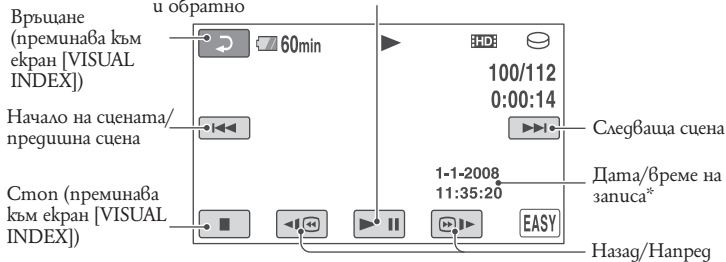 и обратно
Връщане
(преминава към
екран [VISUAL
INDEX])
60min
HD
100/112
0:00:14
Начало на сцената/
предишна сцена
Следваща сцена
1-1-2008
11:35:20
Дата/време на
записа*
Стоп (преминава
към екран [VISUAL
INDEX])
EASY
Назад/Напред